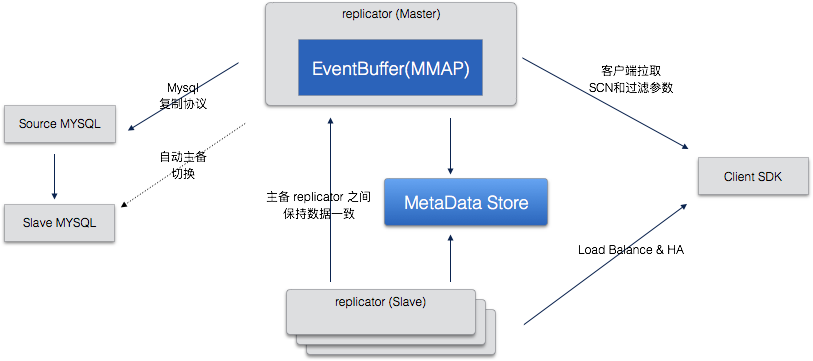 replicator (Master)
EventBuffer(MMAP)
Mysql
复制协议
客户端拉取
SCN和过滤参数
Source MYSQL
自动主备
切换
Client SDK
主备 replicator 之间
保持数据一致
MetaData Store
Slave MYSQL
Load Balance & HA
replicator (Slave)